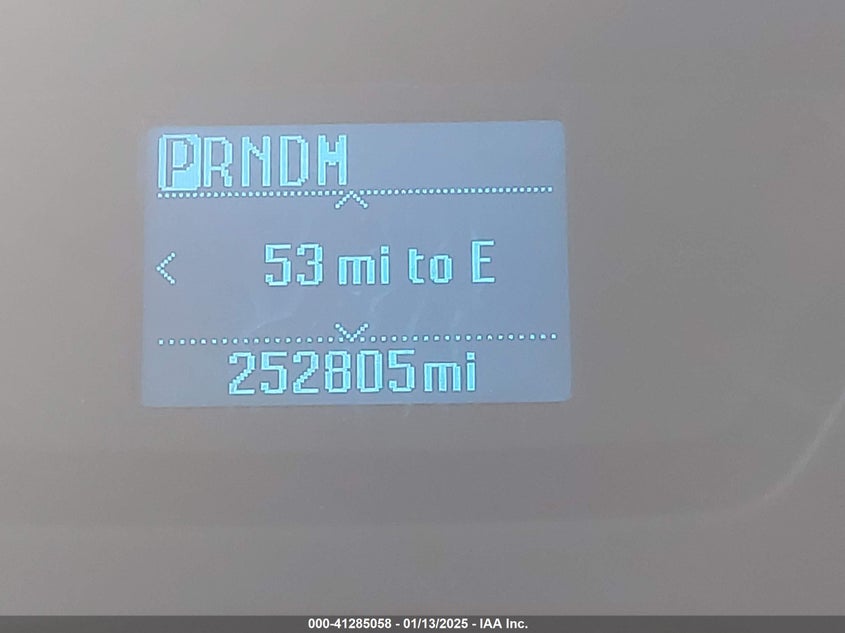 PRNDM
53 mi to E
252805mi
000-41285058 - 01/13/2025 - IAA Inc.